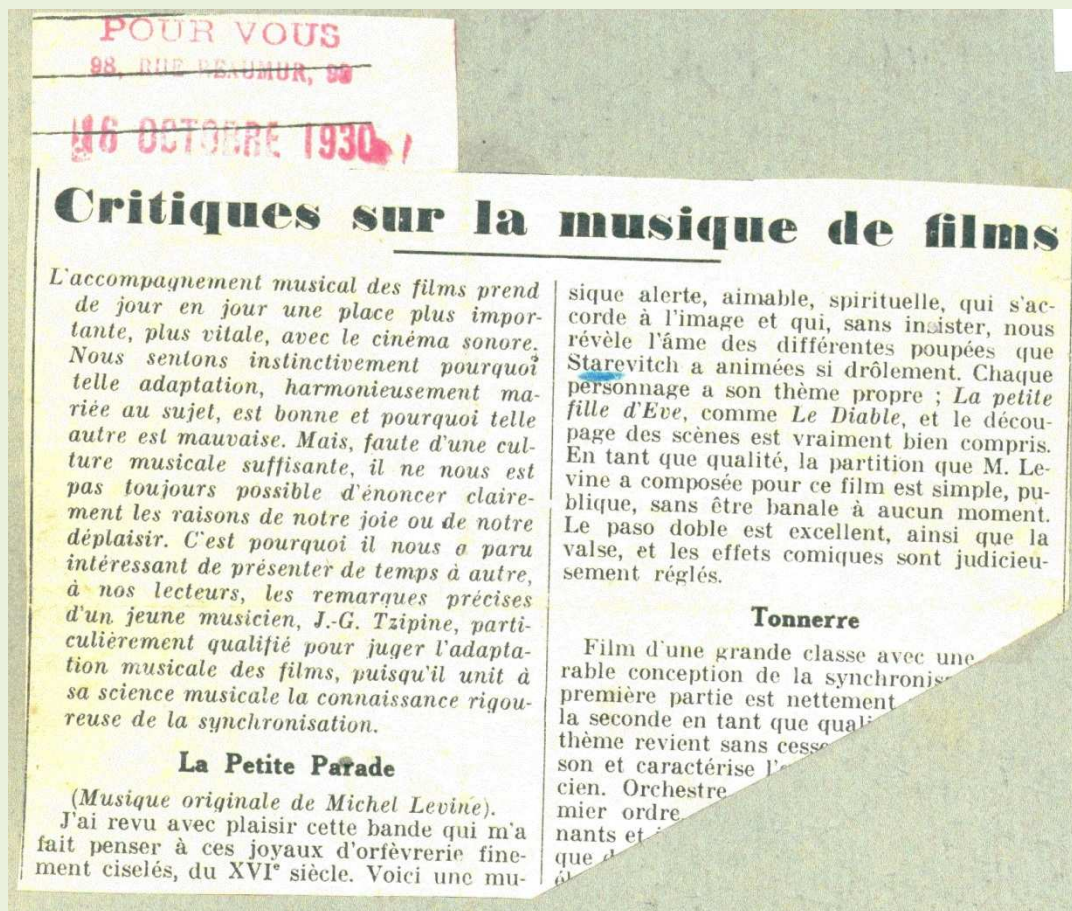 POUR VOUS
98, RUE REAUMUR, 98
16 OCTOBRE 1930
Critiques sur la musique de films
L'accompagnement musical des films prend
de jour en jour une place plus impor-
tante, plus vitale, avec le cinéma sonore.
Nous sentons instinctivement pourquoi
telle adaptation, harmonieusement ma-
riée au sujet, est bonne et pourquoi telle
autre est mauvaise. Mais, faute d'une cul-
ture musicale suffisante, il ne nous est
pas toujours possible d'énoncer claire-
ment les raisons de notre joie ou de notre
déplaisir. C'est pourquoi il nous a paru
intéressant de présenter de temps à autre,
à nos lecteurs, les remarques précises
d'un jeune musicien, J.-G. Tzipine, parti-
culièrement qualifié pour juger l'adapta-
tion musicale des films, puisqu'il unit à
sa science musicale la connaissance rigou-
reuse de la synchronisation.
La Petite Parade
(Musique originale de Michel Levine).
J'ai revu avec plaisir cette bande qui m'a
fait penser à ces joyaux d'orfèvrerie fine-
ment ciselés, du XVIe siècle. Voici une mu-
sique alerte, aimable, spirituelle, qui s'ac-
corde à l'image et qui, sans insister, nous
révèle l'âme des différentes poupées que
Starevitch a animées si drôlement. Chaque
personnage a son thème propre ; La petite
fille d'Eve, comme Le Diable, et le décou-
page des scènes est vraiment bien compris.
En tant que qualité, la partition que M. Le-
vine a composée pour ce film est simple, pu-
blique, sans être banale à aucun moment.
Le paso doble est excellent, ainsi que la
valse, et les effets comiques sont judicieu-
sement réglés.
Tonnerre
Film d'une grande classe avec une
rable conception de la synchronis
première partie est nettement
la seconde en tant que quali
thème revient sans cesse
son et caractérise l'
cien. Orchestre
mier ordre
nants et
que